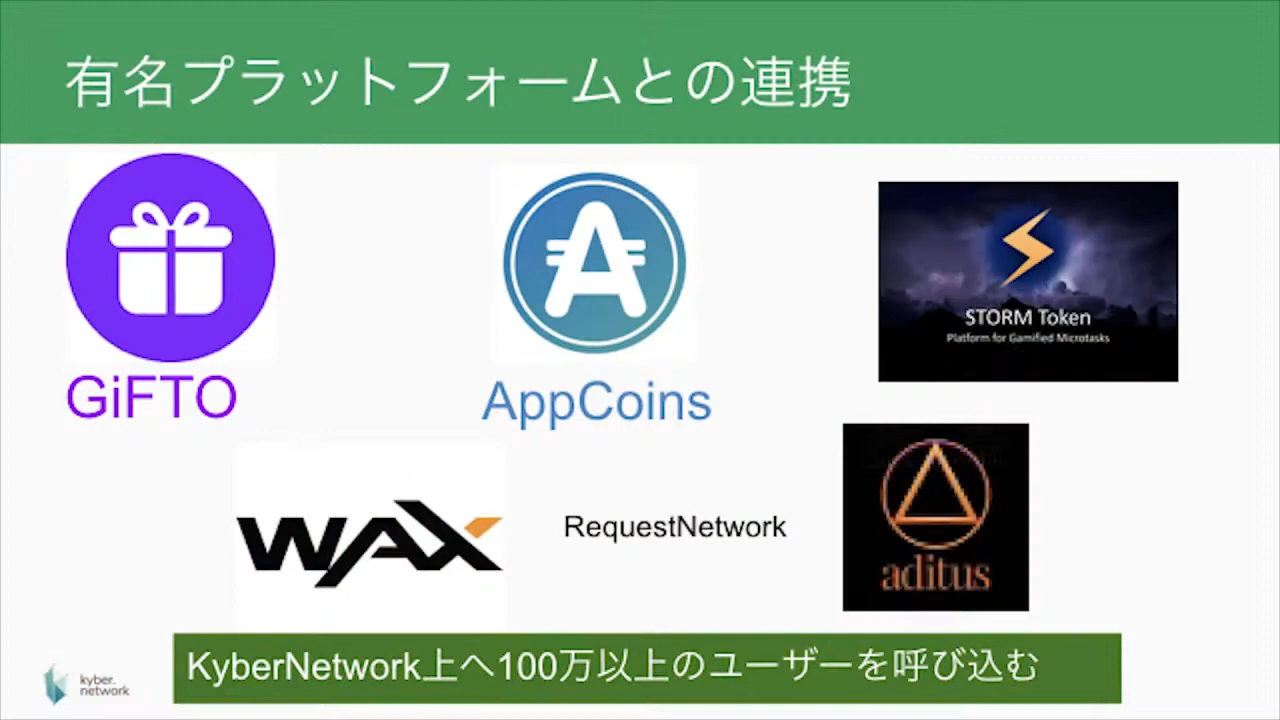 有名プラットフォームとの連携
GiFTO
AppCoins
STORM Token
Platform for Gamified Microtasks
WAX
RequestNetwork
aditus
KyberNetwork上へ100万以上のユーザーを呼び込む
kyber.
network